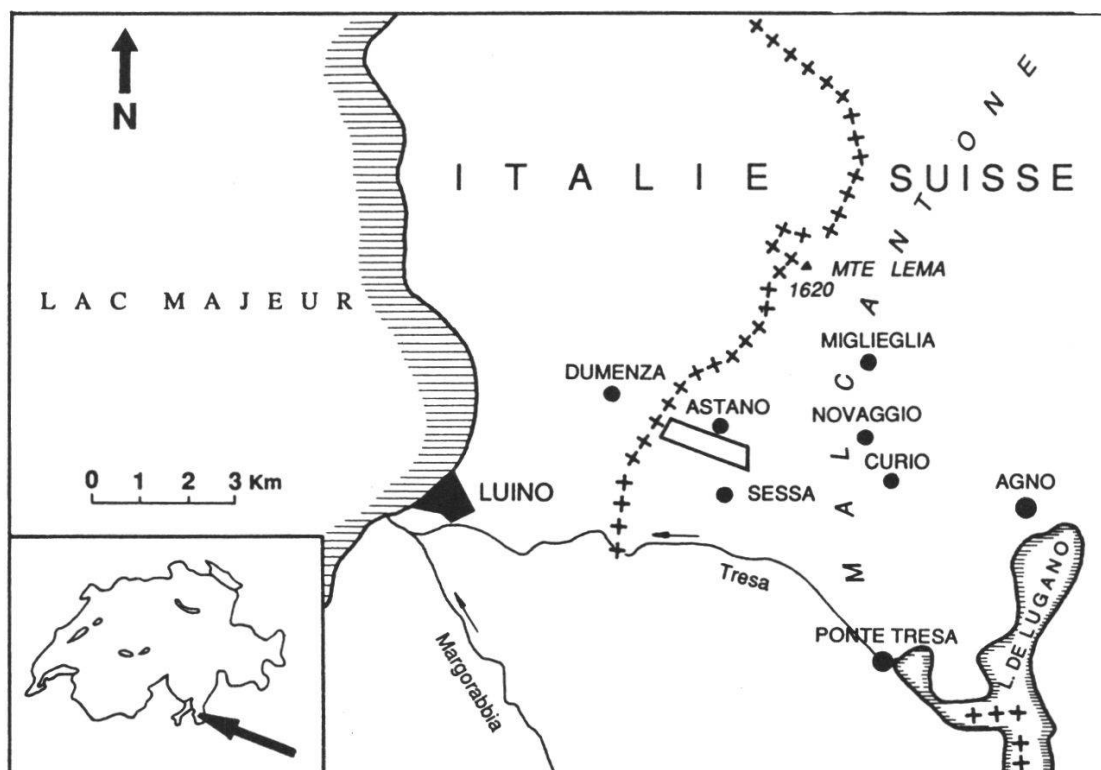 N
ITALIE
SUISSE
MALCANTONE
MTE LEMA
1620
LAC MAJEUR
MIGLIEGLIA
DUMENZA
ASTANO
NOVAGGIO
CURIO
0 1 2 3 Km
LUINO
SESSA
AGNO
Tresa
L. DE LUGANO
PONTE TRESA
Margorabbia